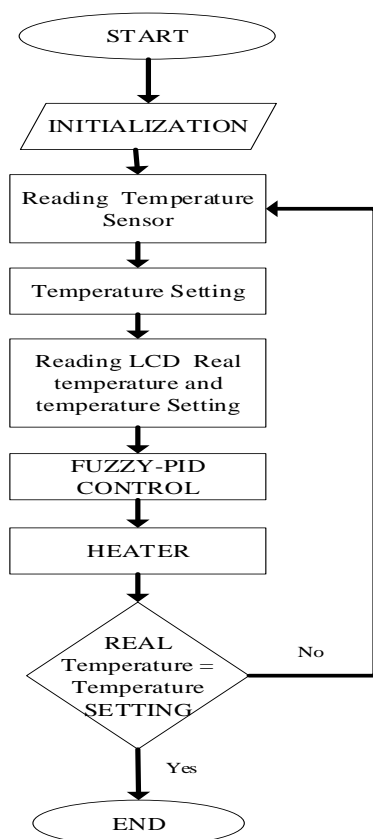 START
INITIALIZATION
Reading Temperature
Sensor
Temperature Setting
Reading LCD Real
temperature and
temperature Setting
FUZZY-PID
CONTROL
HEATER
REAL
Temperature =
Temperature
SETTING
No
Yes
END